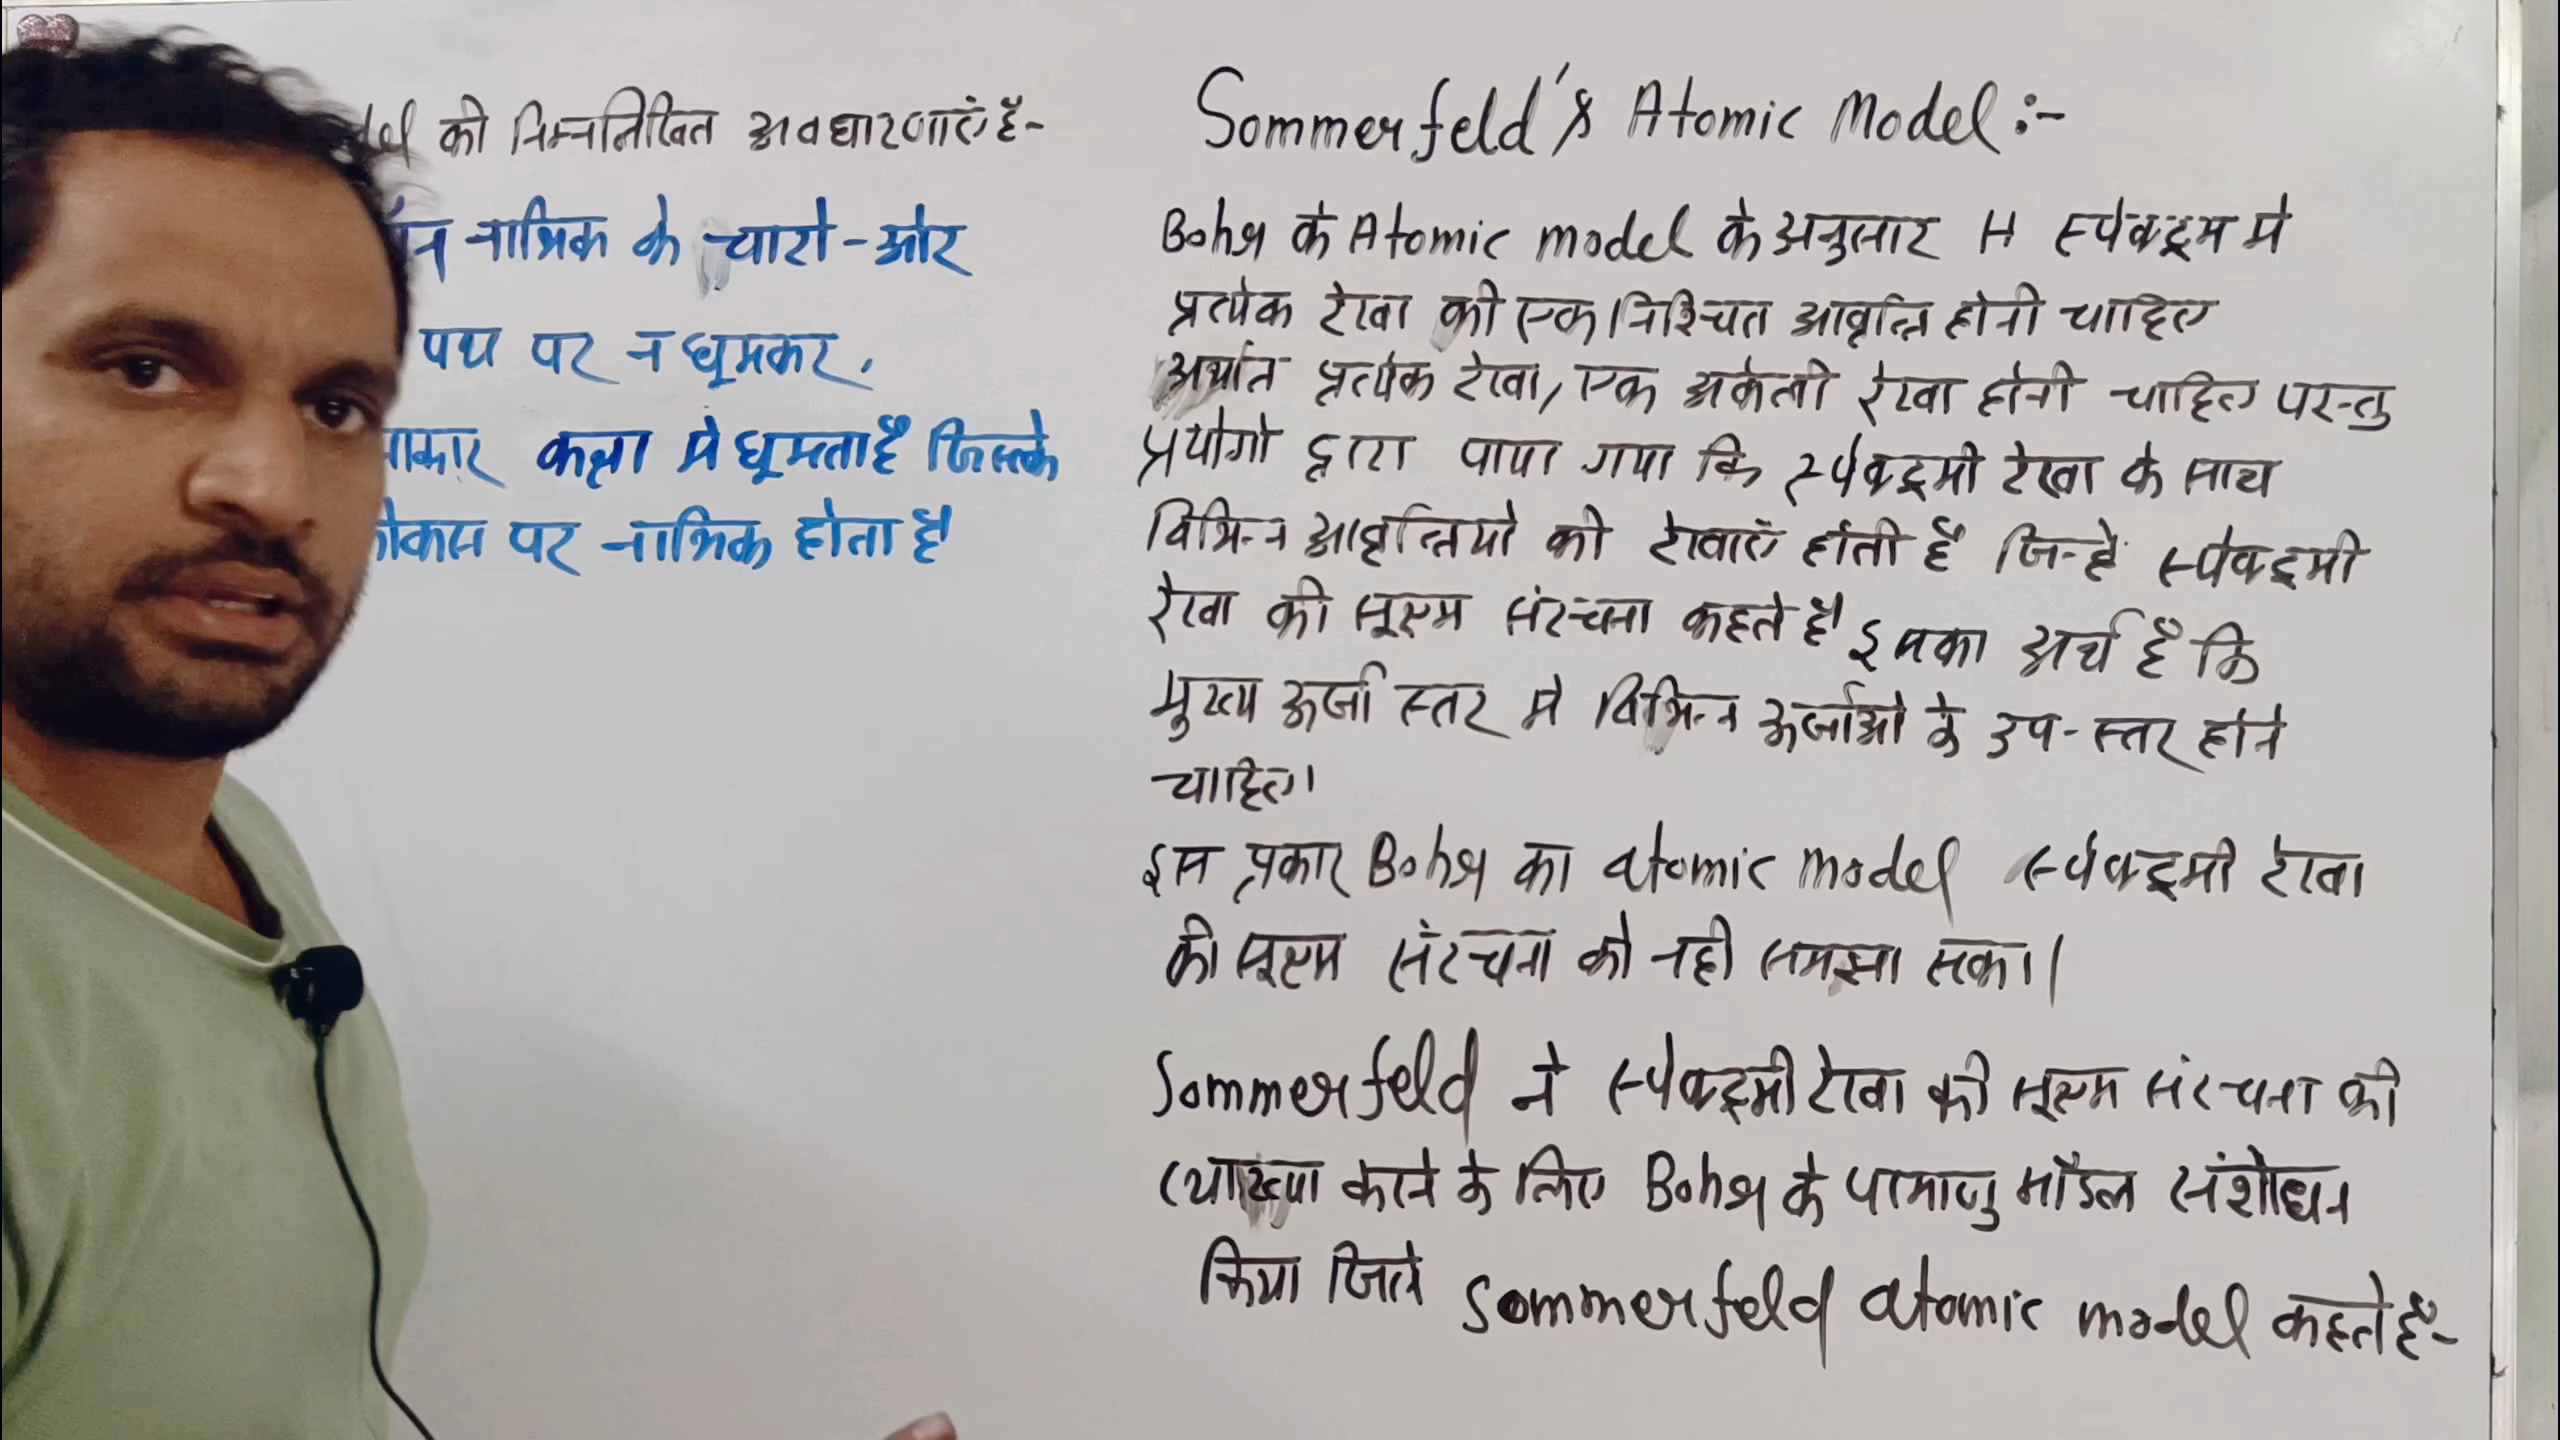 की निम्नलिखित अवधारणाएं है-
नाभिक के चारो-ओर
पथ पर न घूमकर,
कक्षा मे घूमता है जिसके
पर नाभिक होता है
Sommerfeld's Atomic Model:-
Bohr के Atomic model के अनुसार H स्पेक्ट्रम मे
प्रत्येक रेखा की एक निश्चित आवृत्ति होनी चाहिए
अर्थात प्रत्येक रेखा, एक अकेली रेखा होनी चाहिए परन्तु
प्रयोगो द्वारा पाया गया कि स्पेक्ट्रमी रेखा के साथ
विभिन्न आवृत्तियो की रेखाएं होती है जिन्हे स्पेक्ट्रमी
रेखा की सूक्ष्म संरचना कहते है इसका अर्थ है कि
मुख्य ऊर्जा स्तर मे विभिन्न ऊर्जाओ के उप-स्तर होने
चाहिए।
इस प्रकार Bohr का atomic model स्पेक्ट्रमी रेखा
की सूक्ष्म संरचना को नही समझा सका।
Sommerfeld ने स्पेक्ट्रमी रेखा की सूक्ष्म संरचना की
व्याख्या करने के लिए Bohr के परमाणु मॉडल संशोधन
किया जिसे Sommerfeld atomic model कहते है-